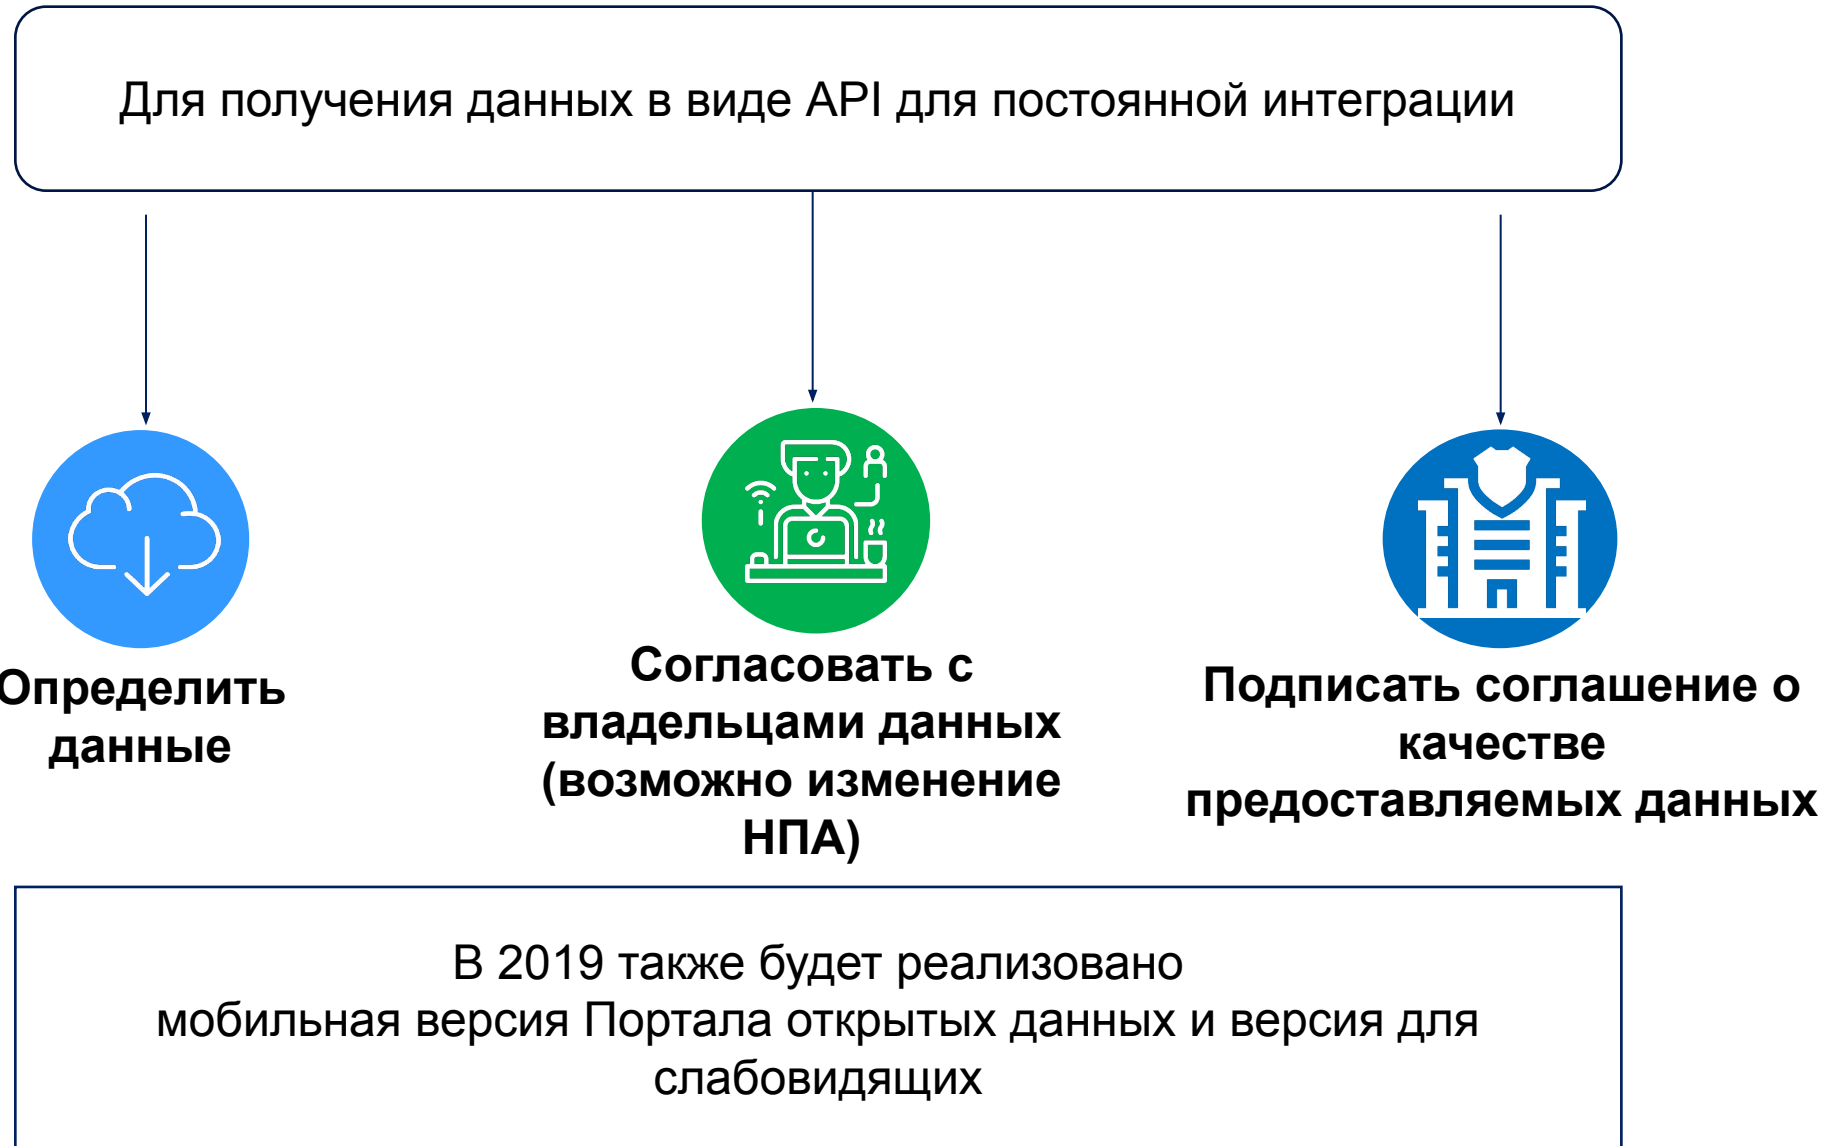 Для получения данных в виде API для постоянной интеграции
Определить
данные
Согласовать с
владельцами данных
(возможно изменение
НПА)
Подписать соглашение о
качестве
предоставляемых данных
В 2019 также будет реализовано
мобильная версия Портала открытых данных и версия для
слабовидящих